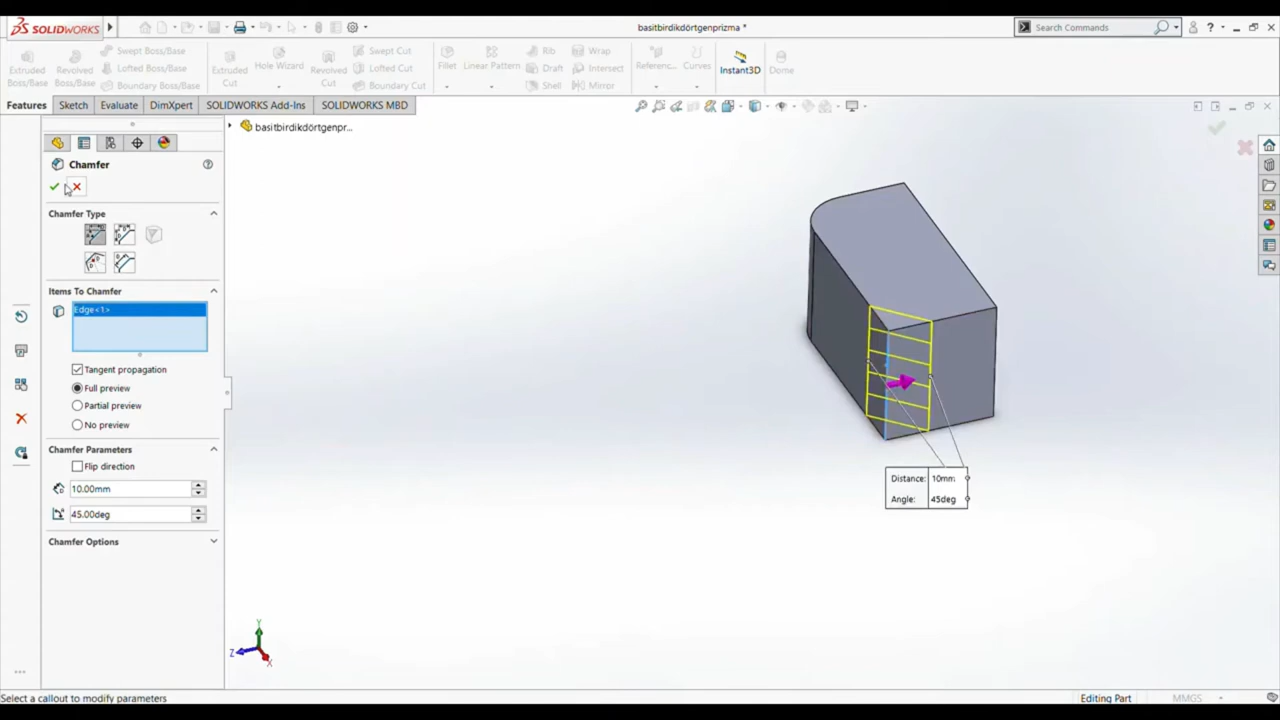 SOLIDWORKS
basitbirdikdörtgenprizma *
Search Commands
?
Extruded Boss/Base
Revolved Boss/Base
Swept Boss/Base
Lofted Boss/Base
Boundary Boss/Base
Extruded Cut
Hole Wizard
Revolved Cut
Swept Cut
Lofted Cut
Boundary Cut
Fillet
Linear Pattern
Rib
Draft
Shell
Wrap
Intersect
Mirror
Referenc...
Curves
Instant3D
Dome
Features
Sketch
Evaluate
DimXpert
SOLIDWORKS Add-Ins
SOLIDWORKS MBD
basitbirdikdörtgenpr...
Chamfer
Chamfer Type
Items To Chamfer
Edge<1>
Tangent propagation
Full preview
Partial preview
No preview
Chamfer Parameters
Flip direction
10.00mm
45.00deg
Chamfer Options
Distance: 10mm
Angle: 45deg
Y
Z
X
Select a callout to modify parameters
Editing Part
MMGS